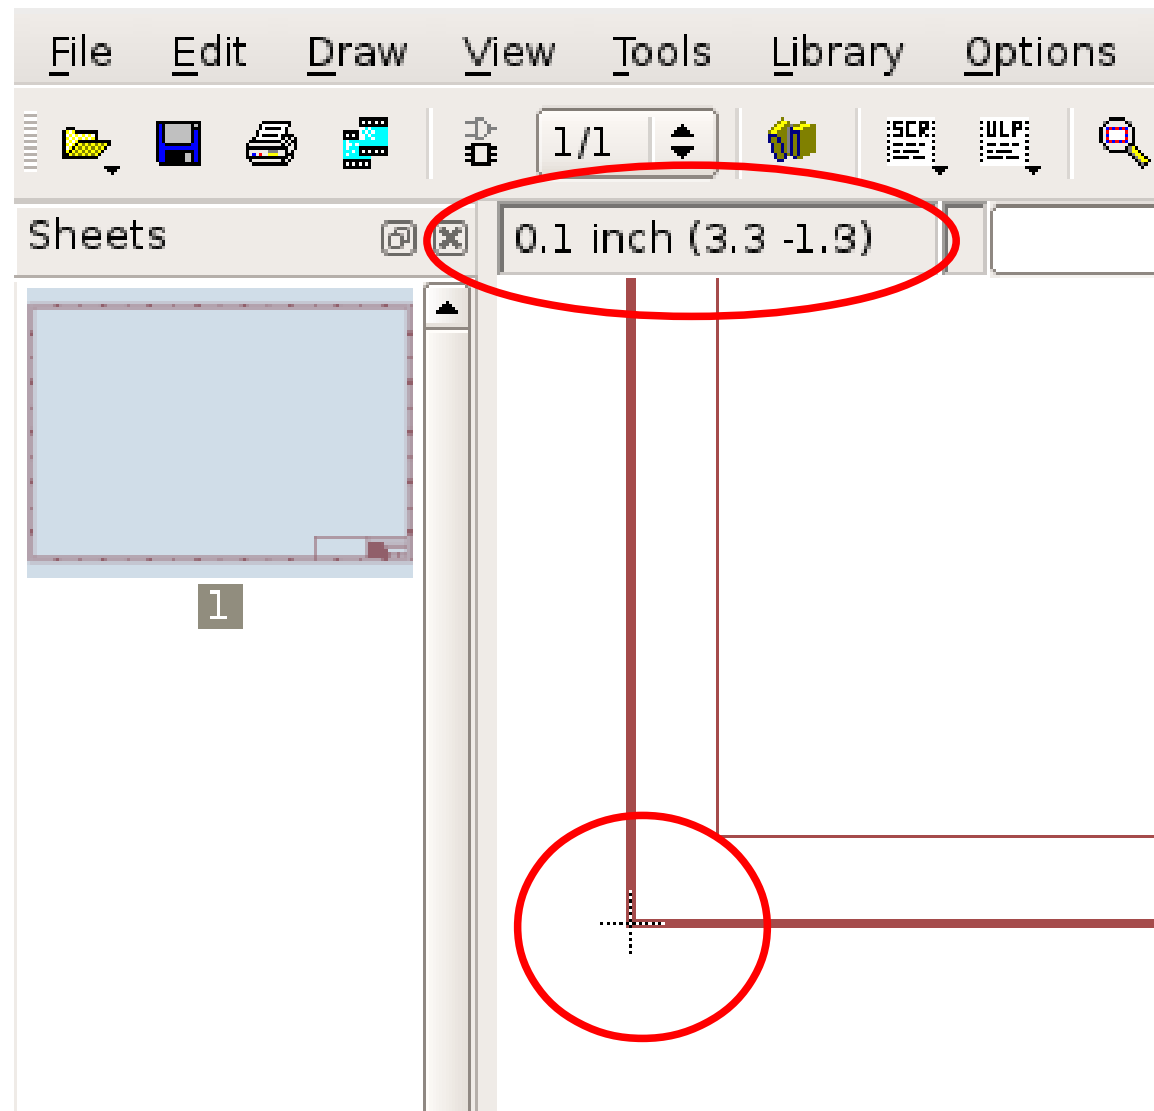 File Edit Draw View Tools Library Options
1/1 SCR ULP
Sheets 0.1 inch (3.3 -1.9)
1